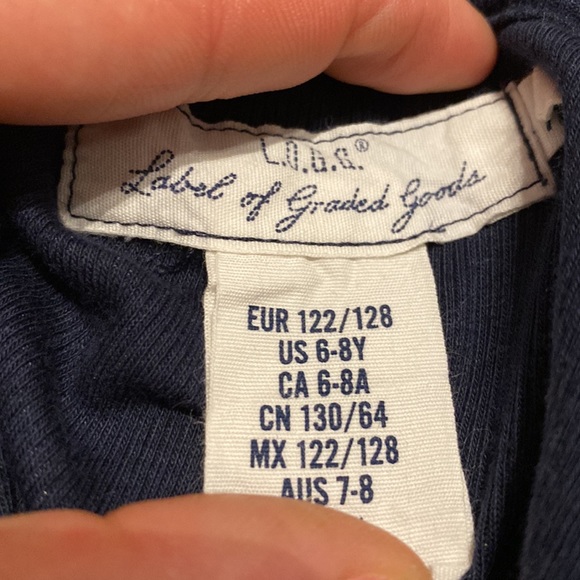 L.O.G.G.®
Label of Graded Goods
EUR 122/128
US 6-8Y
CA 6-8A
CN 130/64
MX 122/128
AUS 7-8